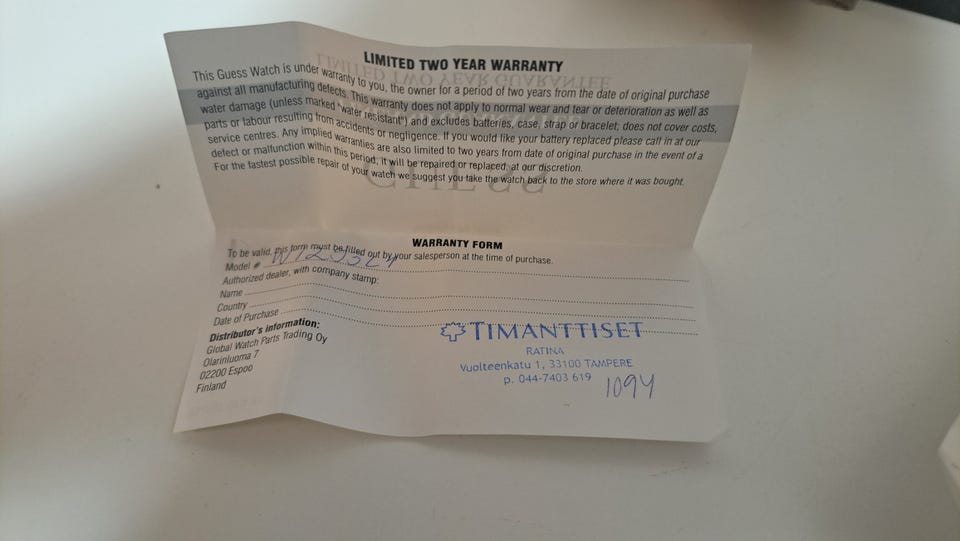 LIMITED TWO YEAR WARRANTY
This Guess Watch is under warranty to you, the owner for a period of two years from the date of original purchase
against all manufacturing defects. This warranty does not apply to normal wear and tear or deterioration as well as
water damage (unless marked "water resistant") and excludes batteries, case, strap or bracelet; does not cover costs,
parts or labour resulting from accidents or negligence. If you would like your battery replaced please call in at our
service centres. Any implied warranties are also limited to two years from date of original purchase in the event of a
defect or malfunction within this period, it will be repaired or replaced, at our discretion.
For the fastest possible repair of your watch we suggest you take the watch back to the store where it was bought.
WARRANTY FORM
To be valid, this form must be filled out by your salesperson at the time of purchase.
Model #
Authorized dealer, with company stamp:
Name
Country
Date of Purchase
Distributor's information:
Global Watch Parts Trading Oy
Olarinluoma 7
02200 Espoo
Finland
TIMANTTISET
RATINA
Vuolteenkatu 1, 33100 TAMPERE
p. 044-7403 619
1094